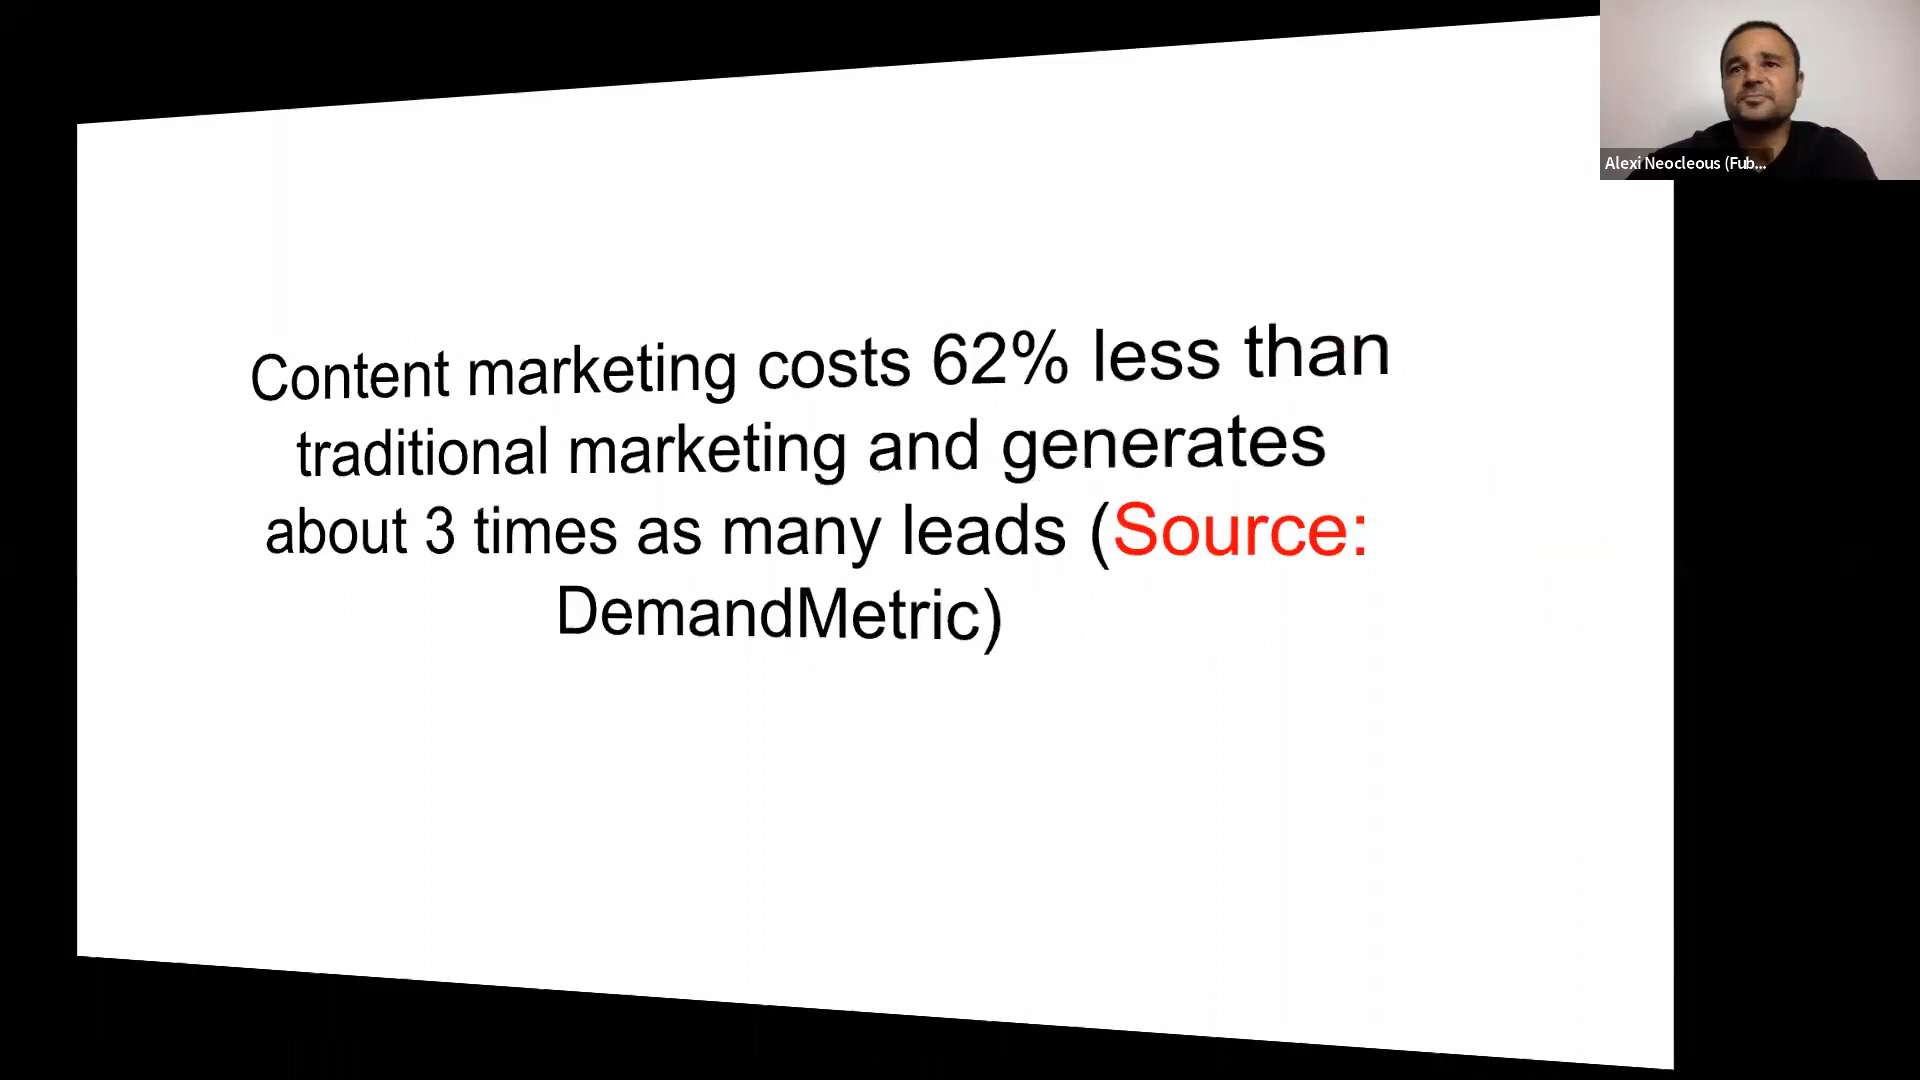 Content marketing costs 62% less than
traditional marketing and generates
about 3 times as many leads (Source:
DemandMetric)
Alexi Neocleous (Fub...